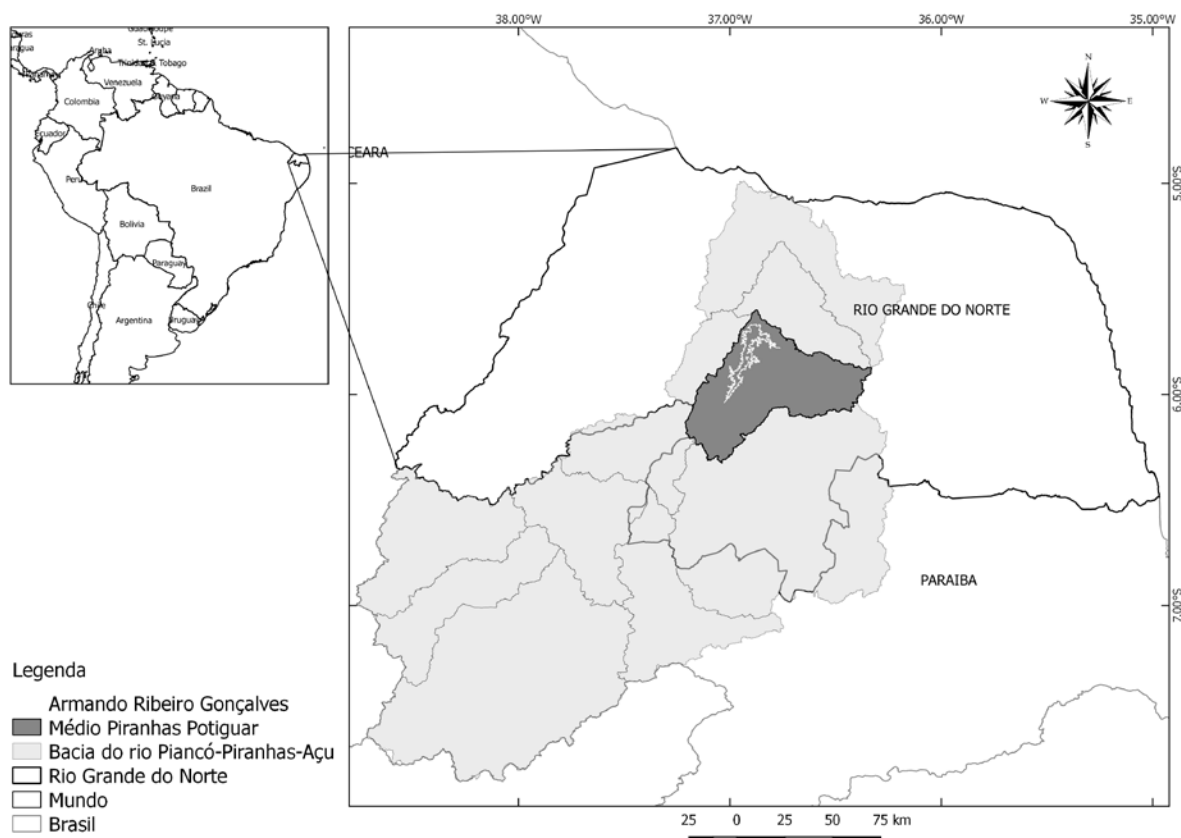 38.00°W 37.00°W 36.00°W 35.00°W
St. Lucia
Aruba
Trinidad & Tobago
Venezuela
Guyana
Colombia
Ecuador
Peru
Brazil
Bolivia
Paraguay
Chile
Argentina
Uruguay
N
W E
S
CEARA
5.00°S
RIO GRANDE DO NORTE
6.00°S
PARAIBA
7.00°S
Legenda
Armando Ribeiro Gonçalves
Médio Piranhas Potiguar
Bacia do rio Piancó-Piranhas-Açu
Rio Grande do Norte
Mundo
Brasil
25 0 25 50 75 km